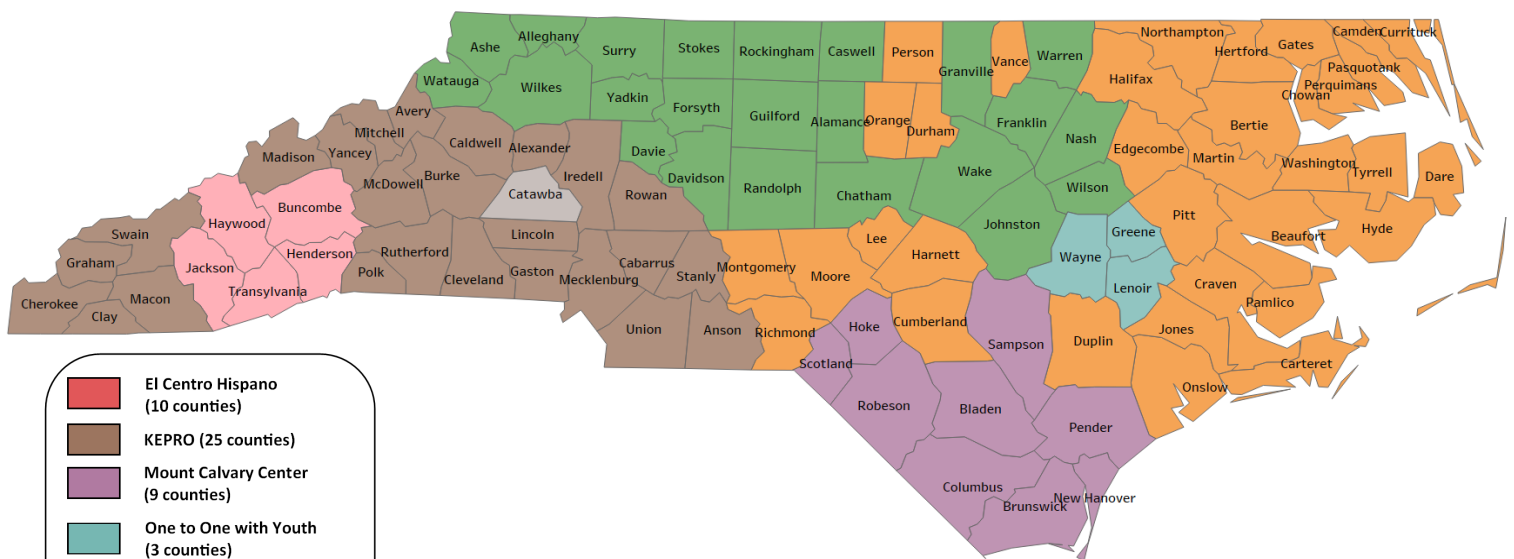 Ashe
Alleghany
Surry
Stokes
Rockingham
Caswell
Person
Granville
Vance
Warren
Northampton
Hertford
Gates
Camden
Currituck
Watauga
Wilkes
Yadkin
Forsyth
Guilford
Alamance
Orange
Durham
Franklin
Nash
Halifax
Edgecombe
Bertie
Chowan
Perquimans
Pasquotank
Avery
Mitchell
Yancey
Madison
Caldwell
Alexander
Iredell
Davie
Davidson
Randolph
Chatham
Wake
Wilson
Martin
Washington
Tyrrell
Dare
McDowell
Burke
Catawba
Rowan
Johnston
Pitt
Beaufort
Hyde
Haywood
Buncombe
Swain
Graham
Jackson
Henderson
Transylvania
Polk
Rutherford
Cleveland
Lincoln
Gaston
Mecklenburg
Cabarrus
Stanly
Montgomery
Moore
Lee
Harnett
Wayne
Greene
Lenoir
Craven
Pamlico
Cherokee
Clay
Macon
Union
Anson
Richmond
Hoke
Cumberland
Sampson
Duplin
Jones
Carteret
Onslow
Scotland
Robeson
Bladen
Pender
Columbus
Brunswick
New Hanover
El Centro Hispano
(10 counties)
KEPRO (25 counties)
Mount Calvary Center
(9 counties)
One to One with Youth
(3 counties)